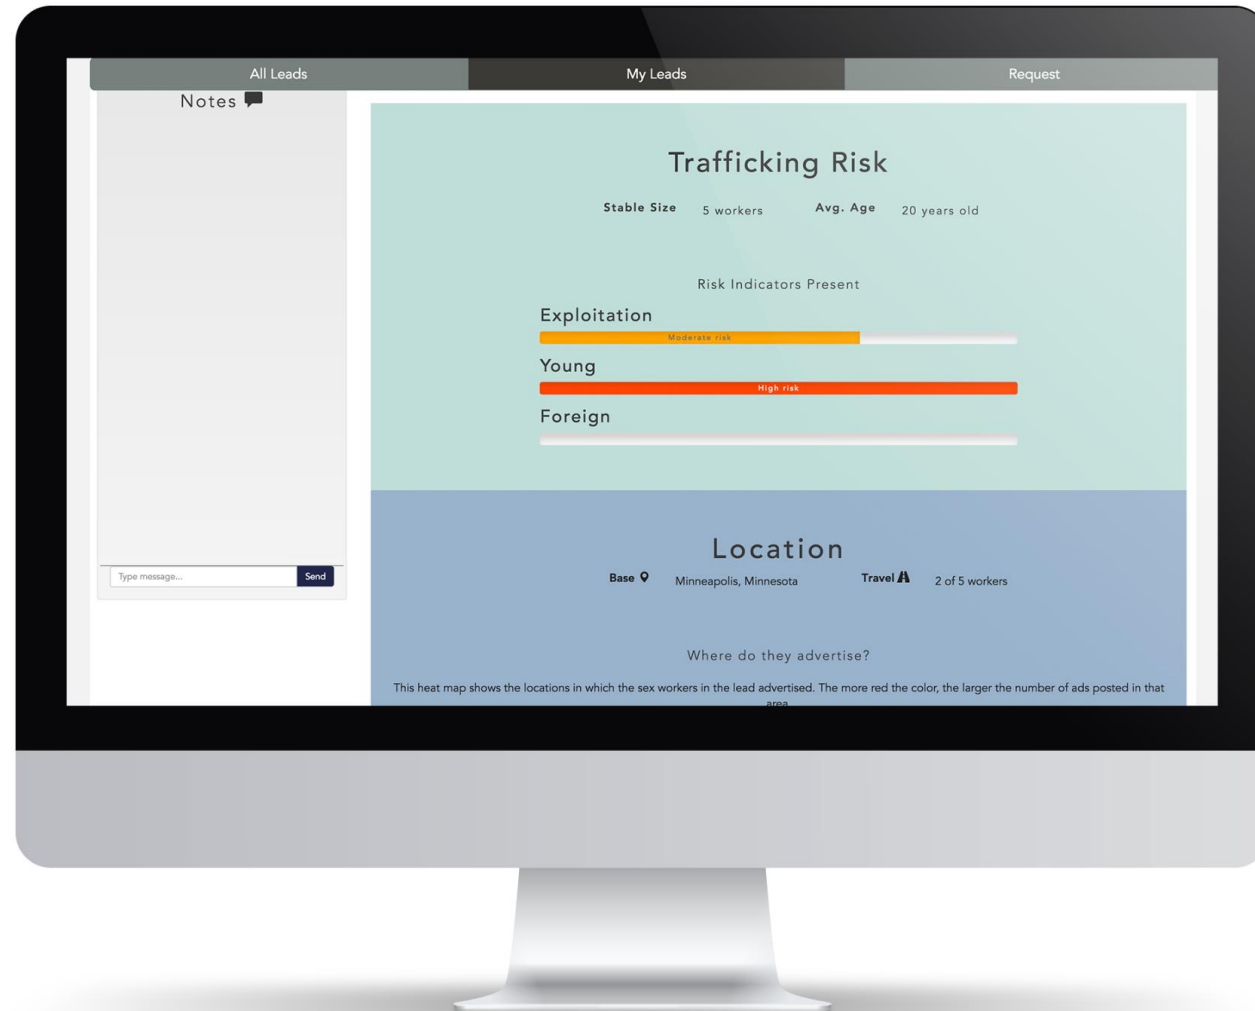 All Leads
My Leads
Request
Notes
Type message...
Send
Trafficking Risk
Stable Size 5 workers Avg. Age 20 years old
Risk Indicators Present
Exploitation
Moderate risk
Young
High risk
Foreign
Location
Base Minneapolis, Minnesota Travel 2 of 5 workers
Where do they advertise?
This heat map shows the locations in which the sex workers in the lead advertised. The more red the color, the larger the number of ads posted in that
area